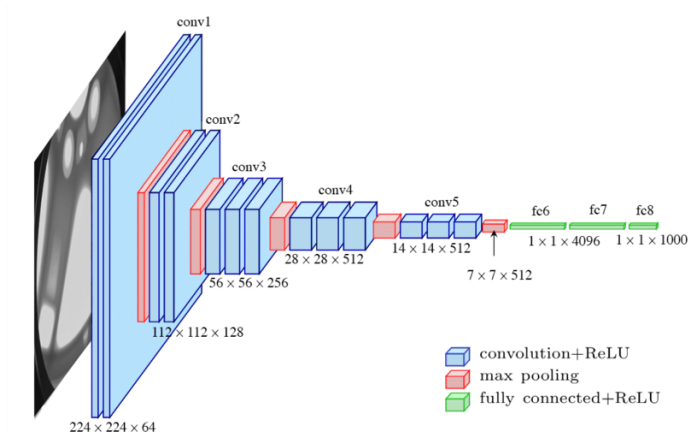 conv1
conv2
conv3
conv4
conv5
fc6
fc7
fc8
1 × 1 × 4096
1 × 1 × 1000
14 × 14 × 512
28 × 28 × 512
7 × 7 × 512
56 × 56 × 256
112 × 112 × 128
224 × 224 × 64
convolution+ReLU
max pooling
fully connected+ReLU